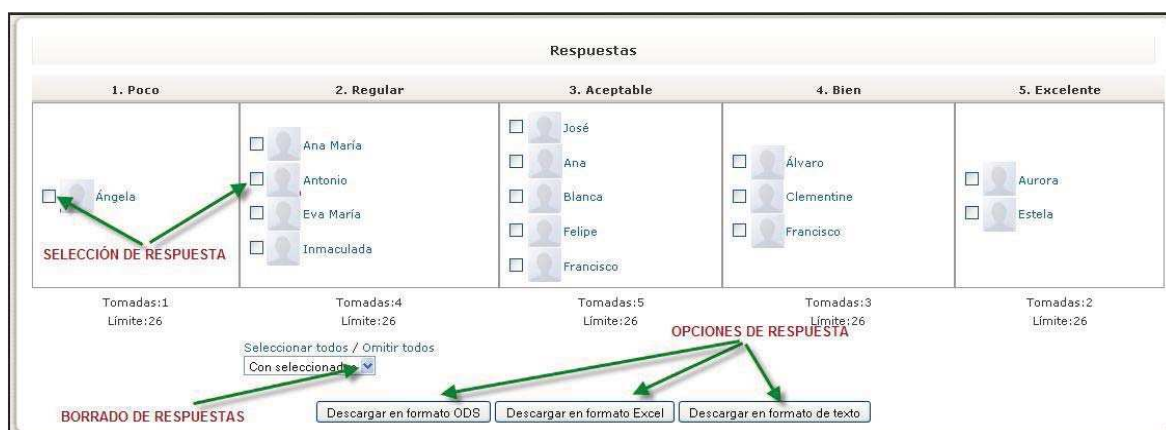 Respuestas
1. Poco
2. Regular
3. Aceptable
4. Bien
5. Excelente
Ángela
Ana María
Antonio
Eva María
Inmaculada
José
Ana
Blanca
Felipe
Francisco
Álvaro
Clementine
Francisco
Aurora
Estela
SELECCIÓN DE RESPUESTA
Tomadas:1
Límite:26
Tomadas:4
Límite:26
Tomadas:5
Límite:26
Tomadas:3
Límite:26
Tomadas:2
Límite:26
OPCIONES DE RESPUESTA
Seleccionar todos / Omitir todos
Con seleccionados
BORRADO DE RESPUESTAS
Descargar en formato ODS
Descargar en formato Excel
Descargar en formato de texto